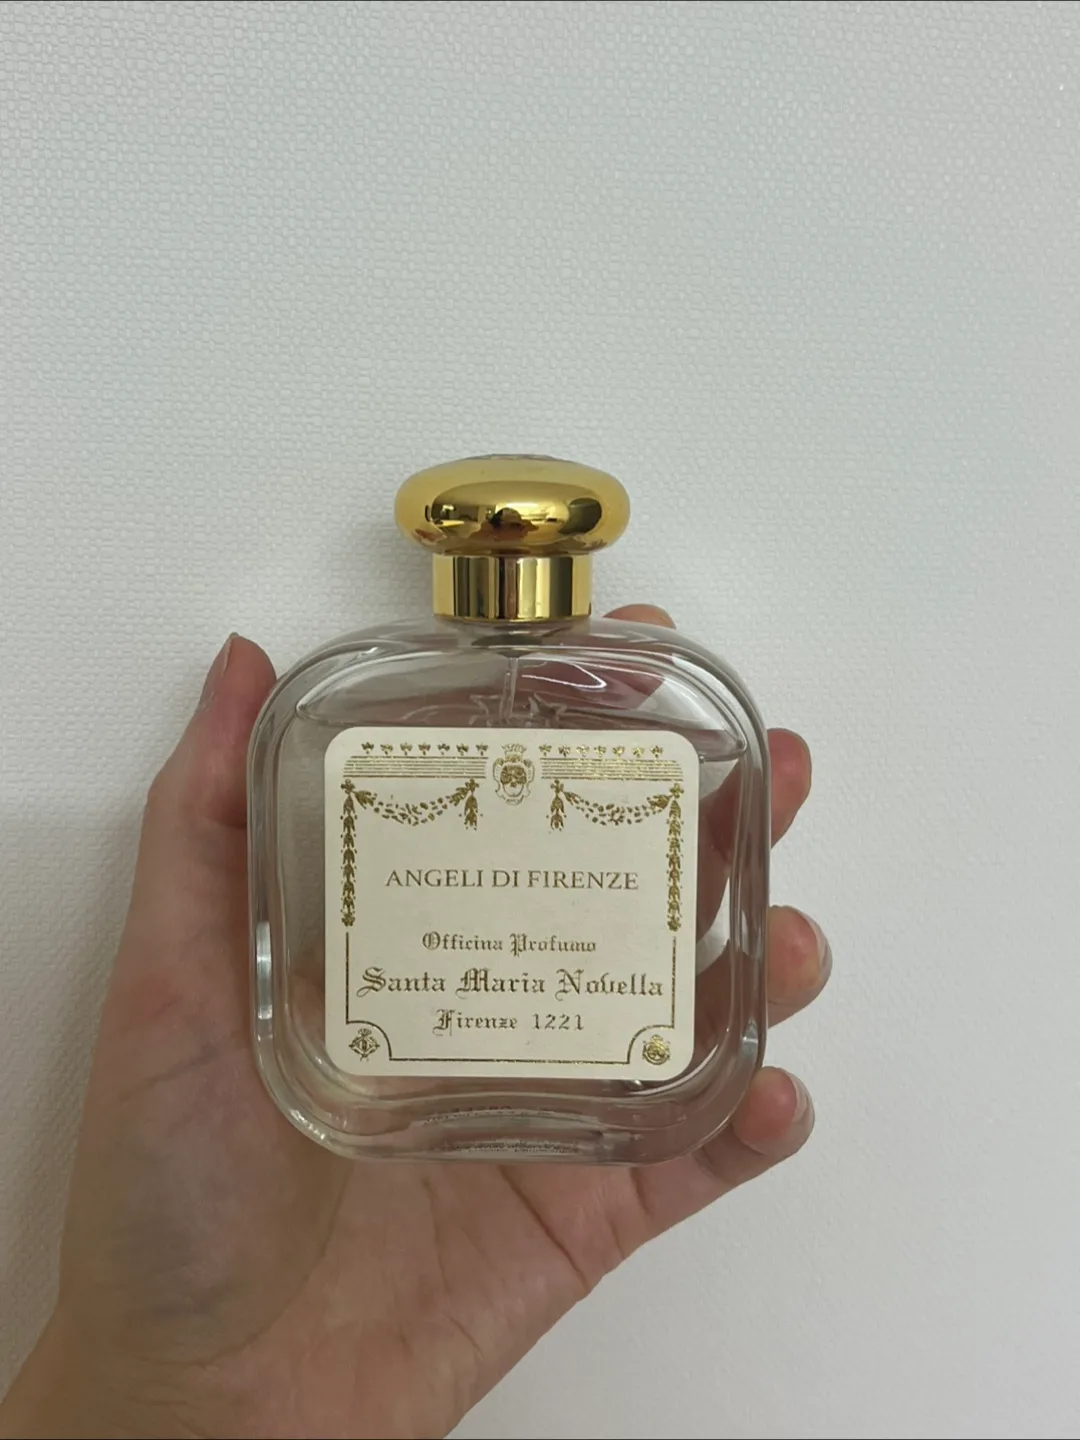 ANGELI DI FIRENZE
Officina Profumo
Santa Maria Novella
Firenze 1221